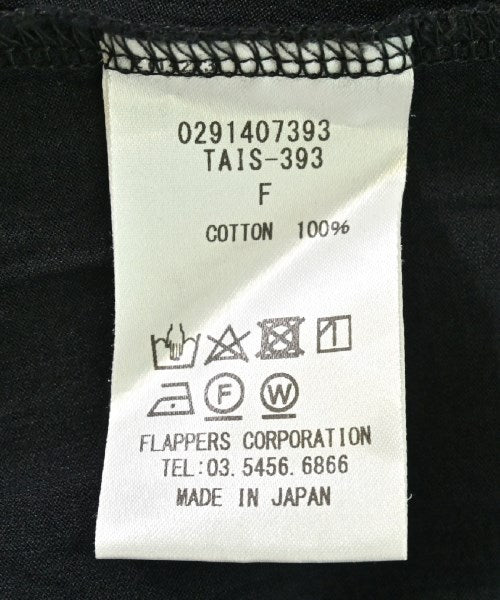 0291407393
TAIS-393
F
COTTON 100%
F W
FLAPPERS CORPORATION
TEL:03.5456.6866
MADE IN JAPAN